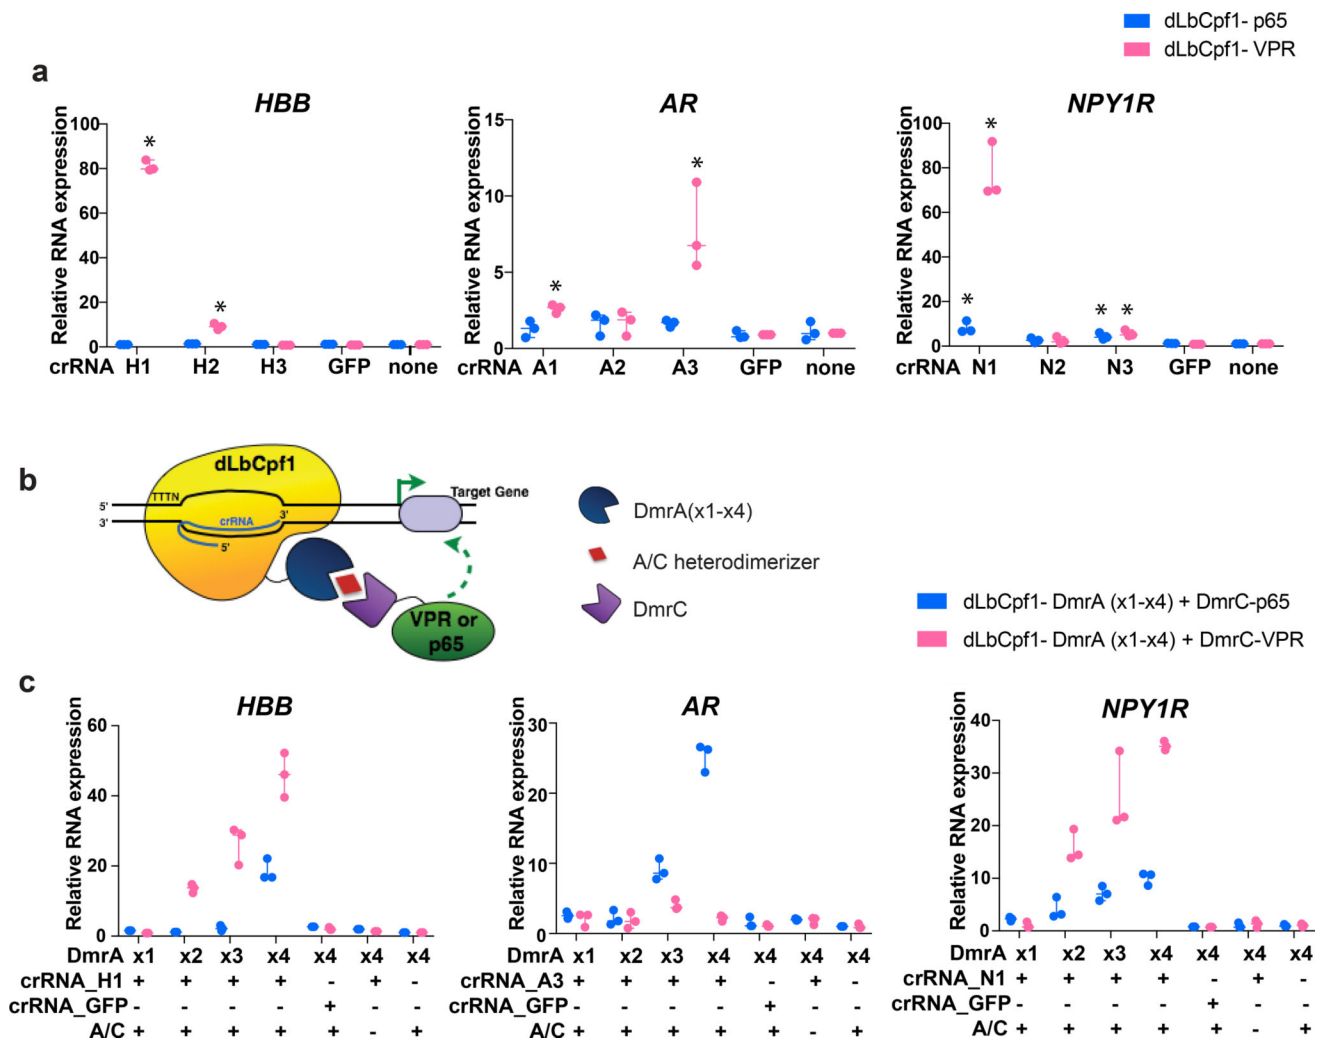 dLbCpf1- p65
dLbCpf1- VPR
a
HBB
AR
NPY1R
Relative RNA expression
100
80
60
40
20
0
*
*
crRNA H1 H2 H3 GFP none
Relative RNA expression
15
10
5
0
*
*
crRNA A1 A2 A3 GFP none
Relative RNA expression
100
80
60
40
20
0
*
*
* *
crRNA N1 N2 N3 GFP none
b
dLbCpf1
TTTN
5'
3'
crRNA
3'
5'
Target Gene
VPR or
p65
DmrA(x1-x4)
A/C heterodimerizer
DmrC
dLbCpf1- DmrA (x1-x4) + DmrC-p65
dLbCpf1- DmrA (x1-x4) + DmrC-VPR
c
HBB
AR
NPY1R
Relative RNA expression
60
40
20
0
DmrA x1 x2 x3 x4 x4 x4 x4
crRNA_H1 + + + + - + -
crRNA_GFP - - - - + - -
A/C + + + + + - +
Relative RNA expression
30
20
10
0
DmrA x1 x2 x3 x4 x4 x4 x4
crRNA_A3 + + + + - + -
crRNA_GFP - - - - + - -
A/C + + + + + - +
Relative RNA expression
40
30
20
10
0
DmrA x1 x2 x3 x4 x4 x4 x4
crRNA_N1 + + + + - + -
crRNA_GFP - - - - + - -
A/C + + + + + - +